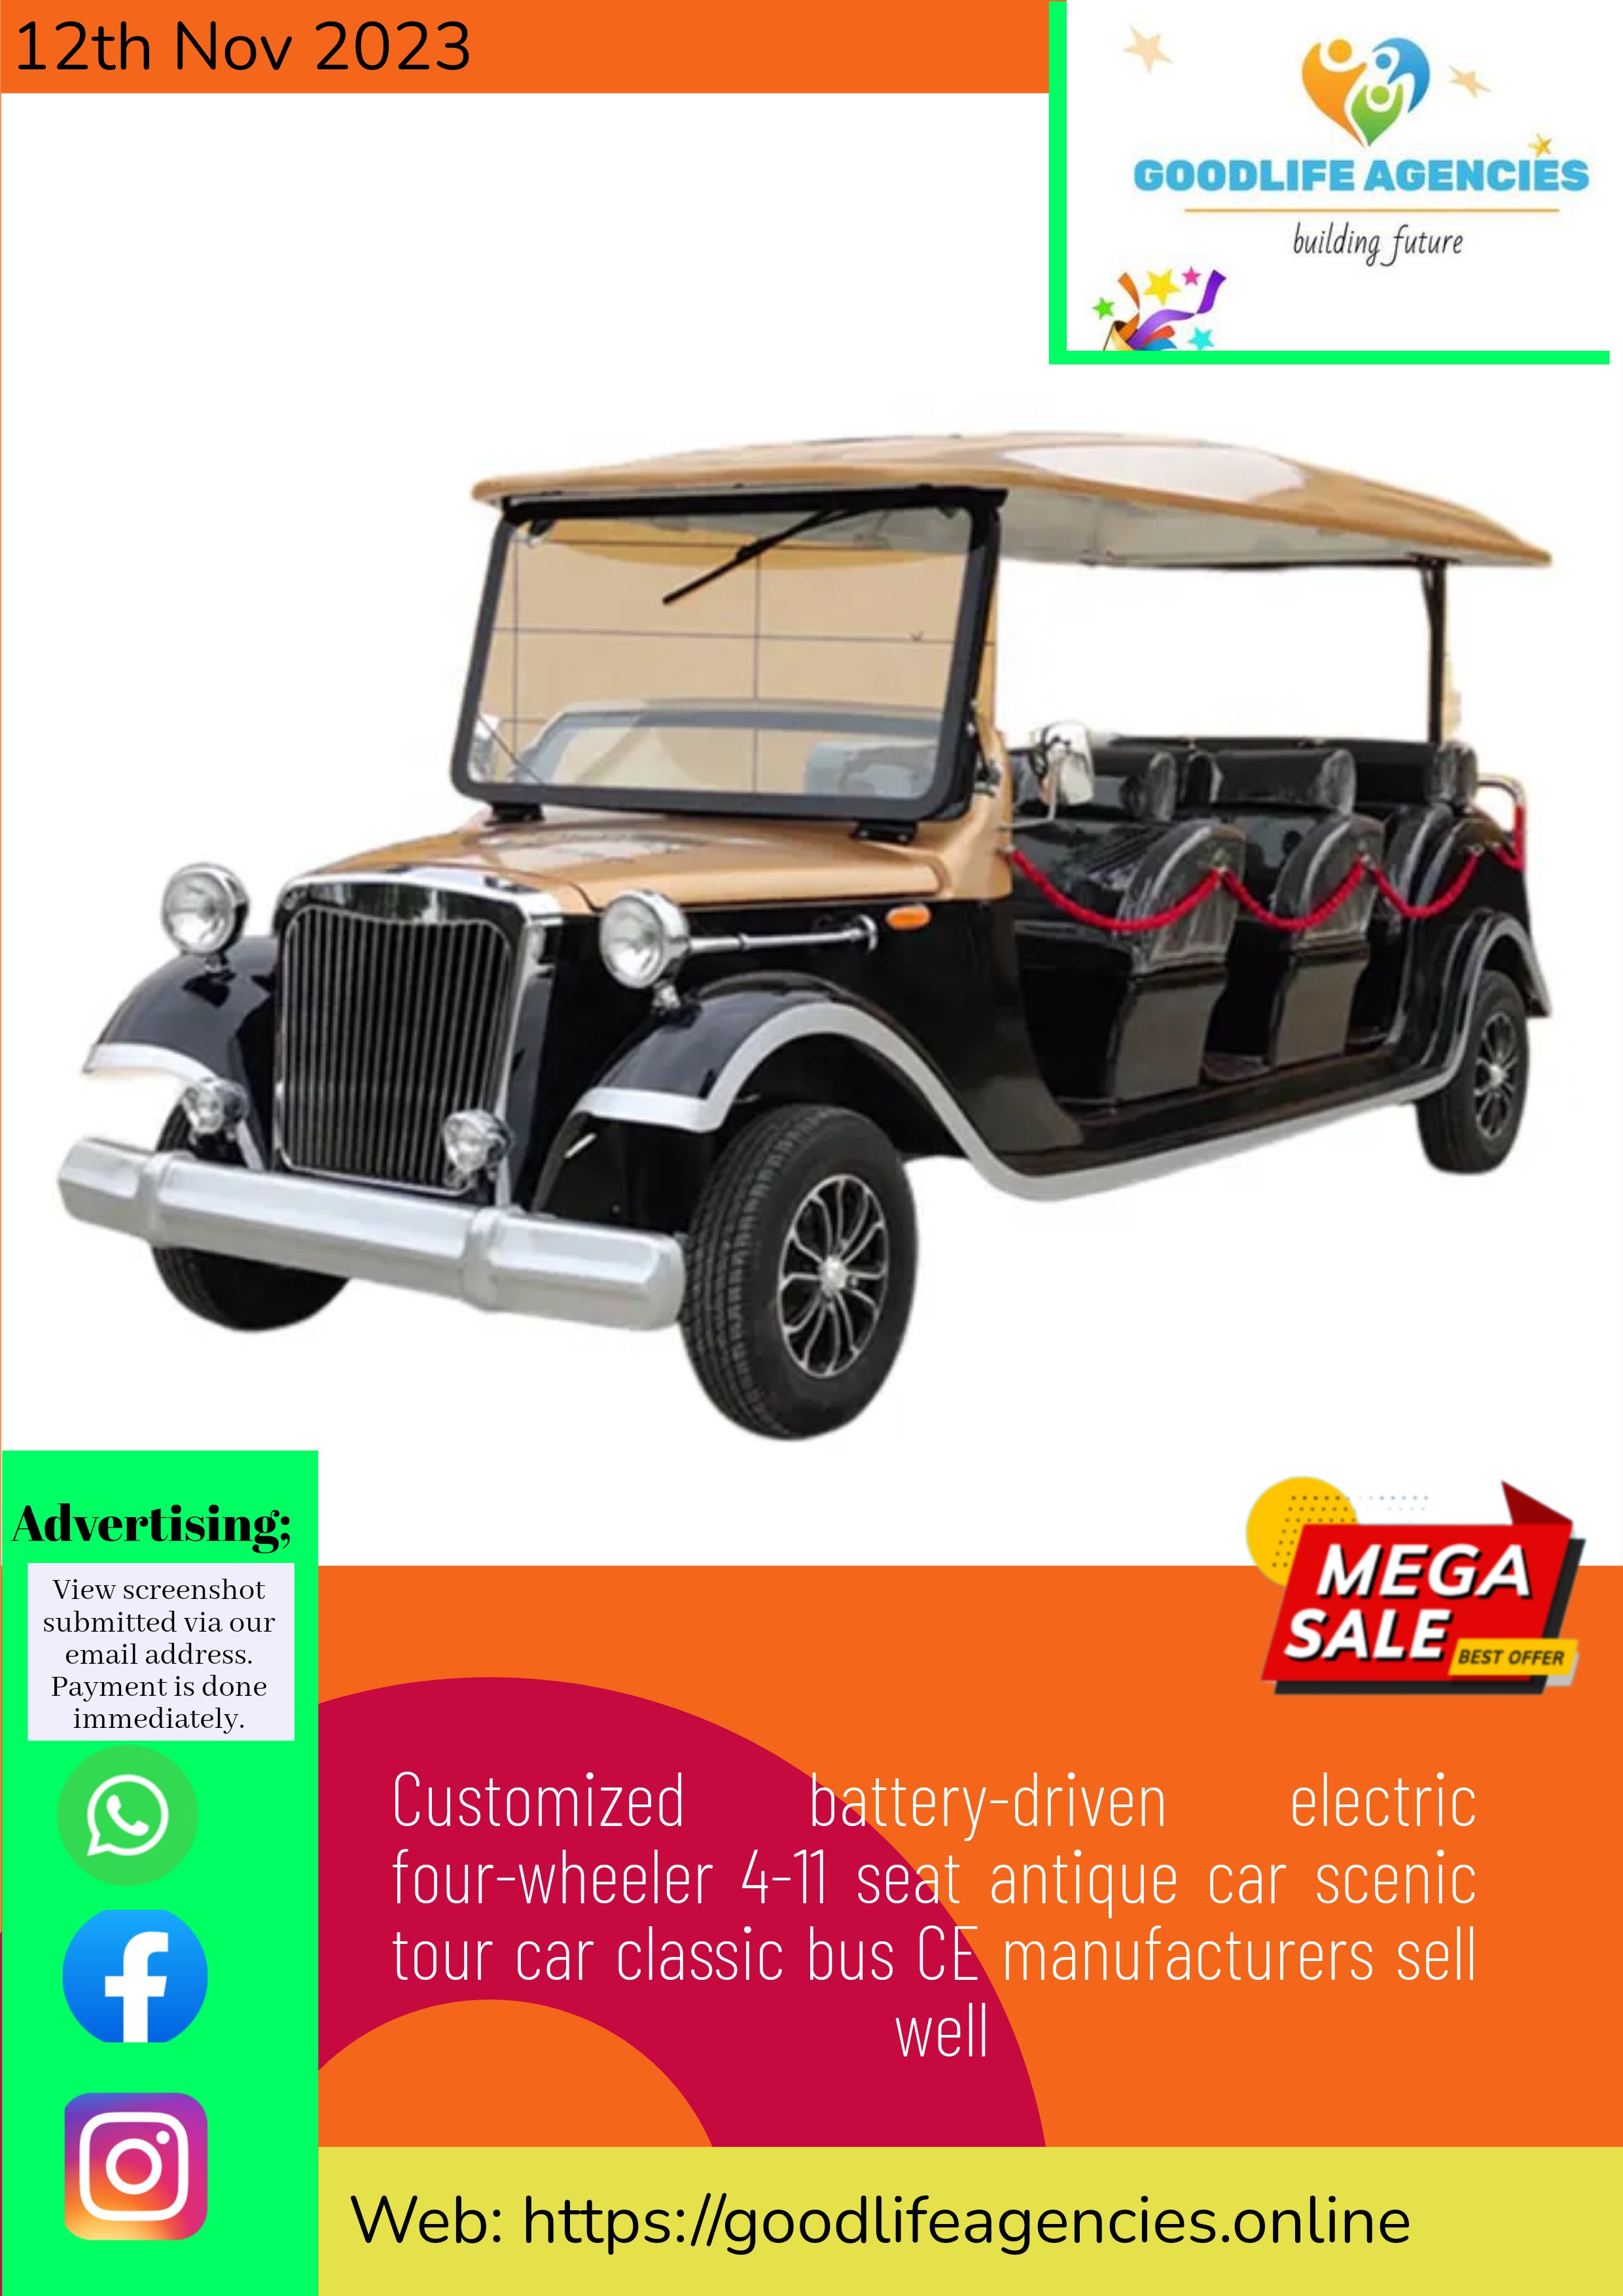 12th Nov 2023
GOODLIFE AGENCIES
building future
Advertising;
View screenshot
submitted via our
email address.
Payment is done
immediately.
MEGA
SALE
BEST OFFER
Customized battery-driven electric
four-wheeler 4-11 seat antique car scenic
tour car classic bus CE manufacturers sell
well
Web: https://goodlifeagencies.online